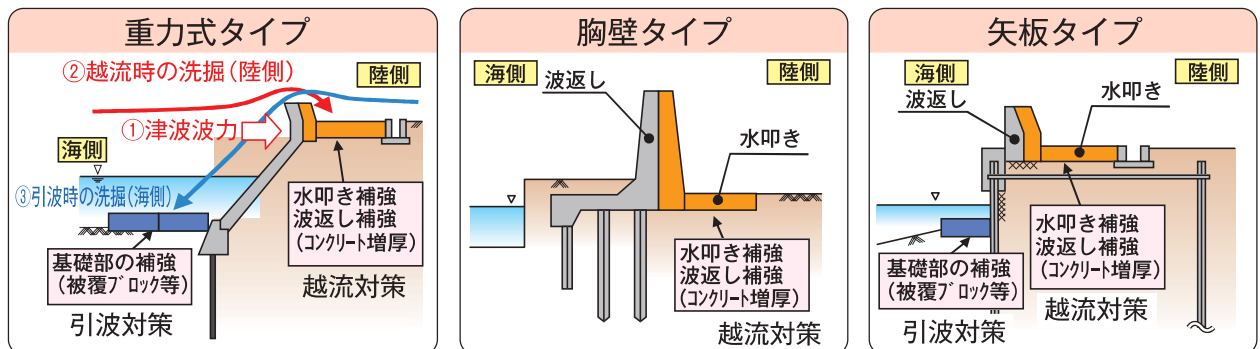 重力式タイプ
②越流時の洗掘(陸側)
陸側
①津波波力
海側
③引波時の洗掘(海側)
水叩き補強
波返し補強
(コンクリート増厚)
基礎部の補強
(被覆ブロック等)
越流対策
引波対策
胸壁タイプ
海側
陸側
波返し
水叩き
水叩き補強
波返し補強
(コンクリート増厚)
越流対策
矢板タイプ
海側
陸側
波返し
水叩き
水叩き補強
波返し補強
(コンクリート増厚)
基礎部の補強
(被覆ブロック等)
越流対策
引波対策